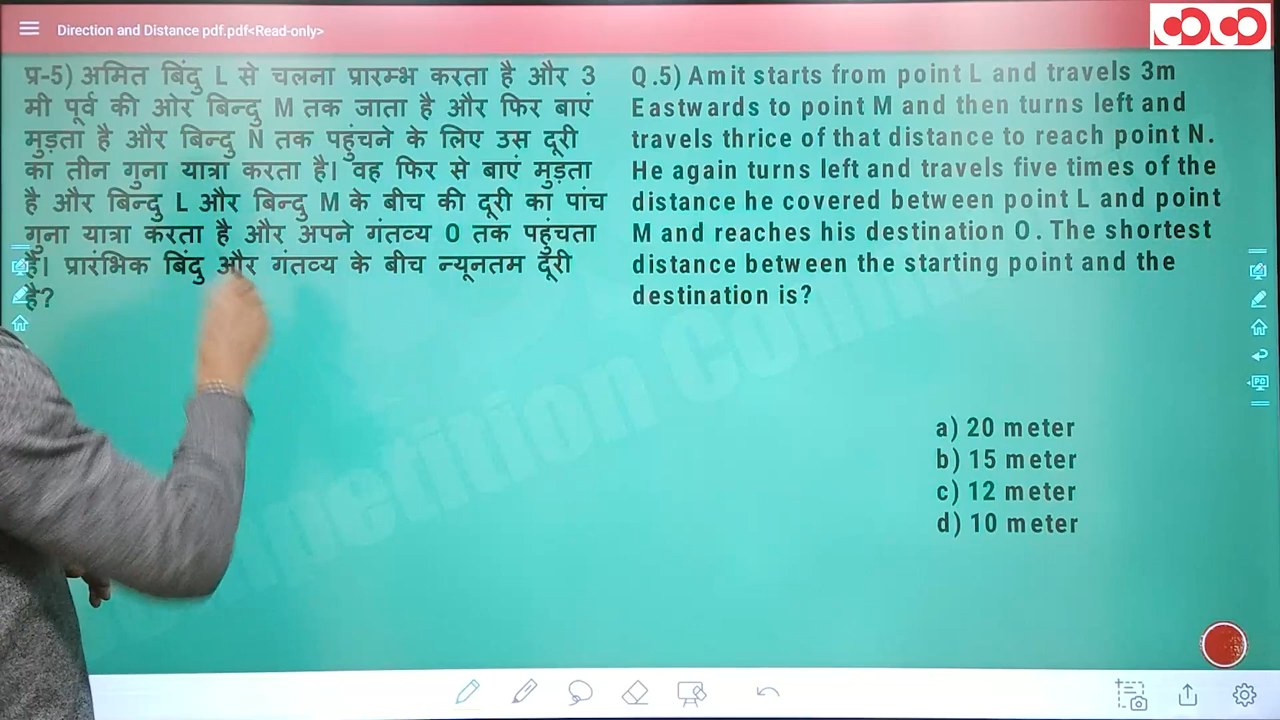 Direction and Distance pdf.pdf<Read-only>
प्र-5) अमित बिंदु L से चलना प्रारम्भ करता है और 3
मी पूर्व की ओर बिन्दु M तक जाता है और फिर बाएं
मुड़ता है और बिन्दु N तक पहुंचने के लिए उस दूरी
का तीन गुना यात्रा करता है। वह फिर से बाएं मुड़ता
है और बिन्दु L और बिन्दु M के बीच की दूरी का पांच
गुना यात्रा करता है और अपने गंतव्य O तक पहुंचता
है। प्रारंभिक बिंदु और गंतव्य के बीच न्यूनतम दूरी
है?
Q.5) Amit starts from point L and travels 3m
Eastwards to point M and then turns left and
travels thrice of that distance to reach point N.
He again turns left and travels five times of the
distance he covered between point L and point
M and reaches his destination O. The shortest
distance between the starting point and the
destination is?
a) 20 meter
b) 15 meter
c) 12 meter
d) 10 meter